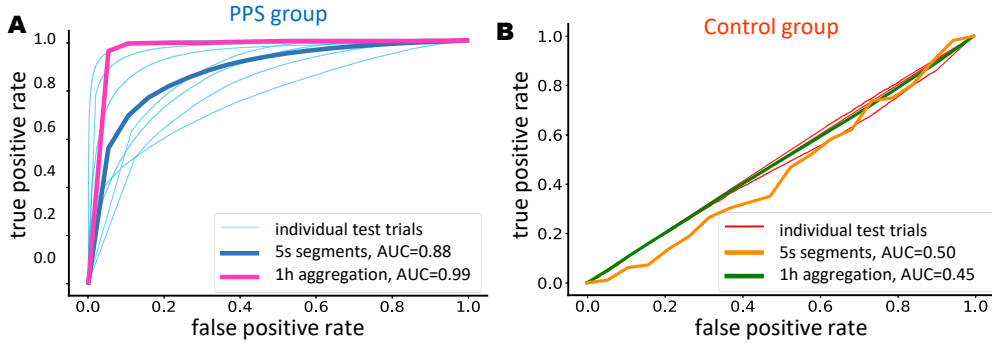 A
PPS group
true positive rate
1.0
0.8
0.6
0.4
0.2
0.0
individual test trials
5s segments, AUC=0.88
1h aggregation, AUC=0.99
0.0 0.2 0.4 0.6 0.8 1.0
false positive rate
B
Control group
true positive rate
1.0
0.8
0.6
0.4
0.2
0.0
individual test trials
5s segments, AUC=0.50
1h aggregation, AUC=0.45
0.0 0.2 0.4 0.6 0.8 1.0
false positive rate